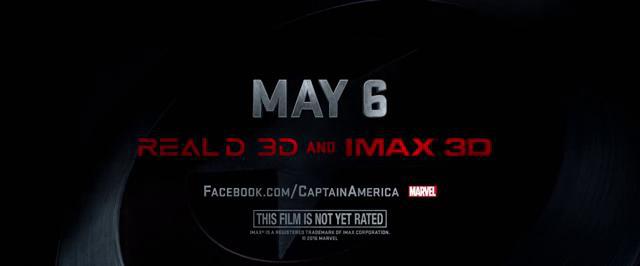 MAY 6
REAL D 3D AND IMAX 3D
FACEBOOK.COM/CAPTAINAMERICA MARVEL
THIS FILM IS NOT YET RATED
IMAX® IS A REGISTERED TRADEMARK OF IMAX CORPORATION.
© 2016 MARVEL